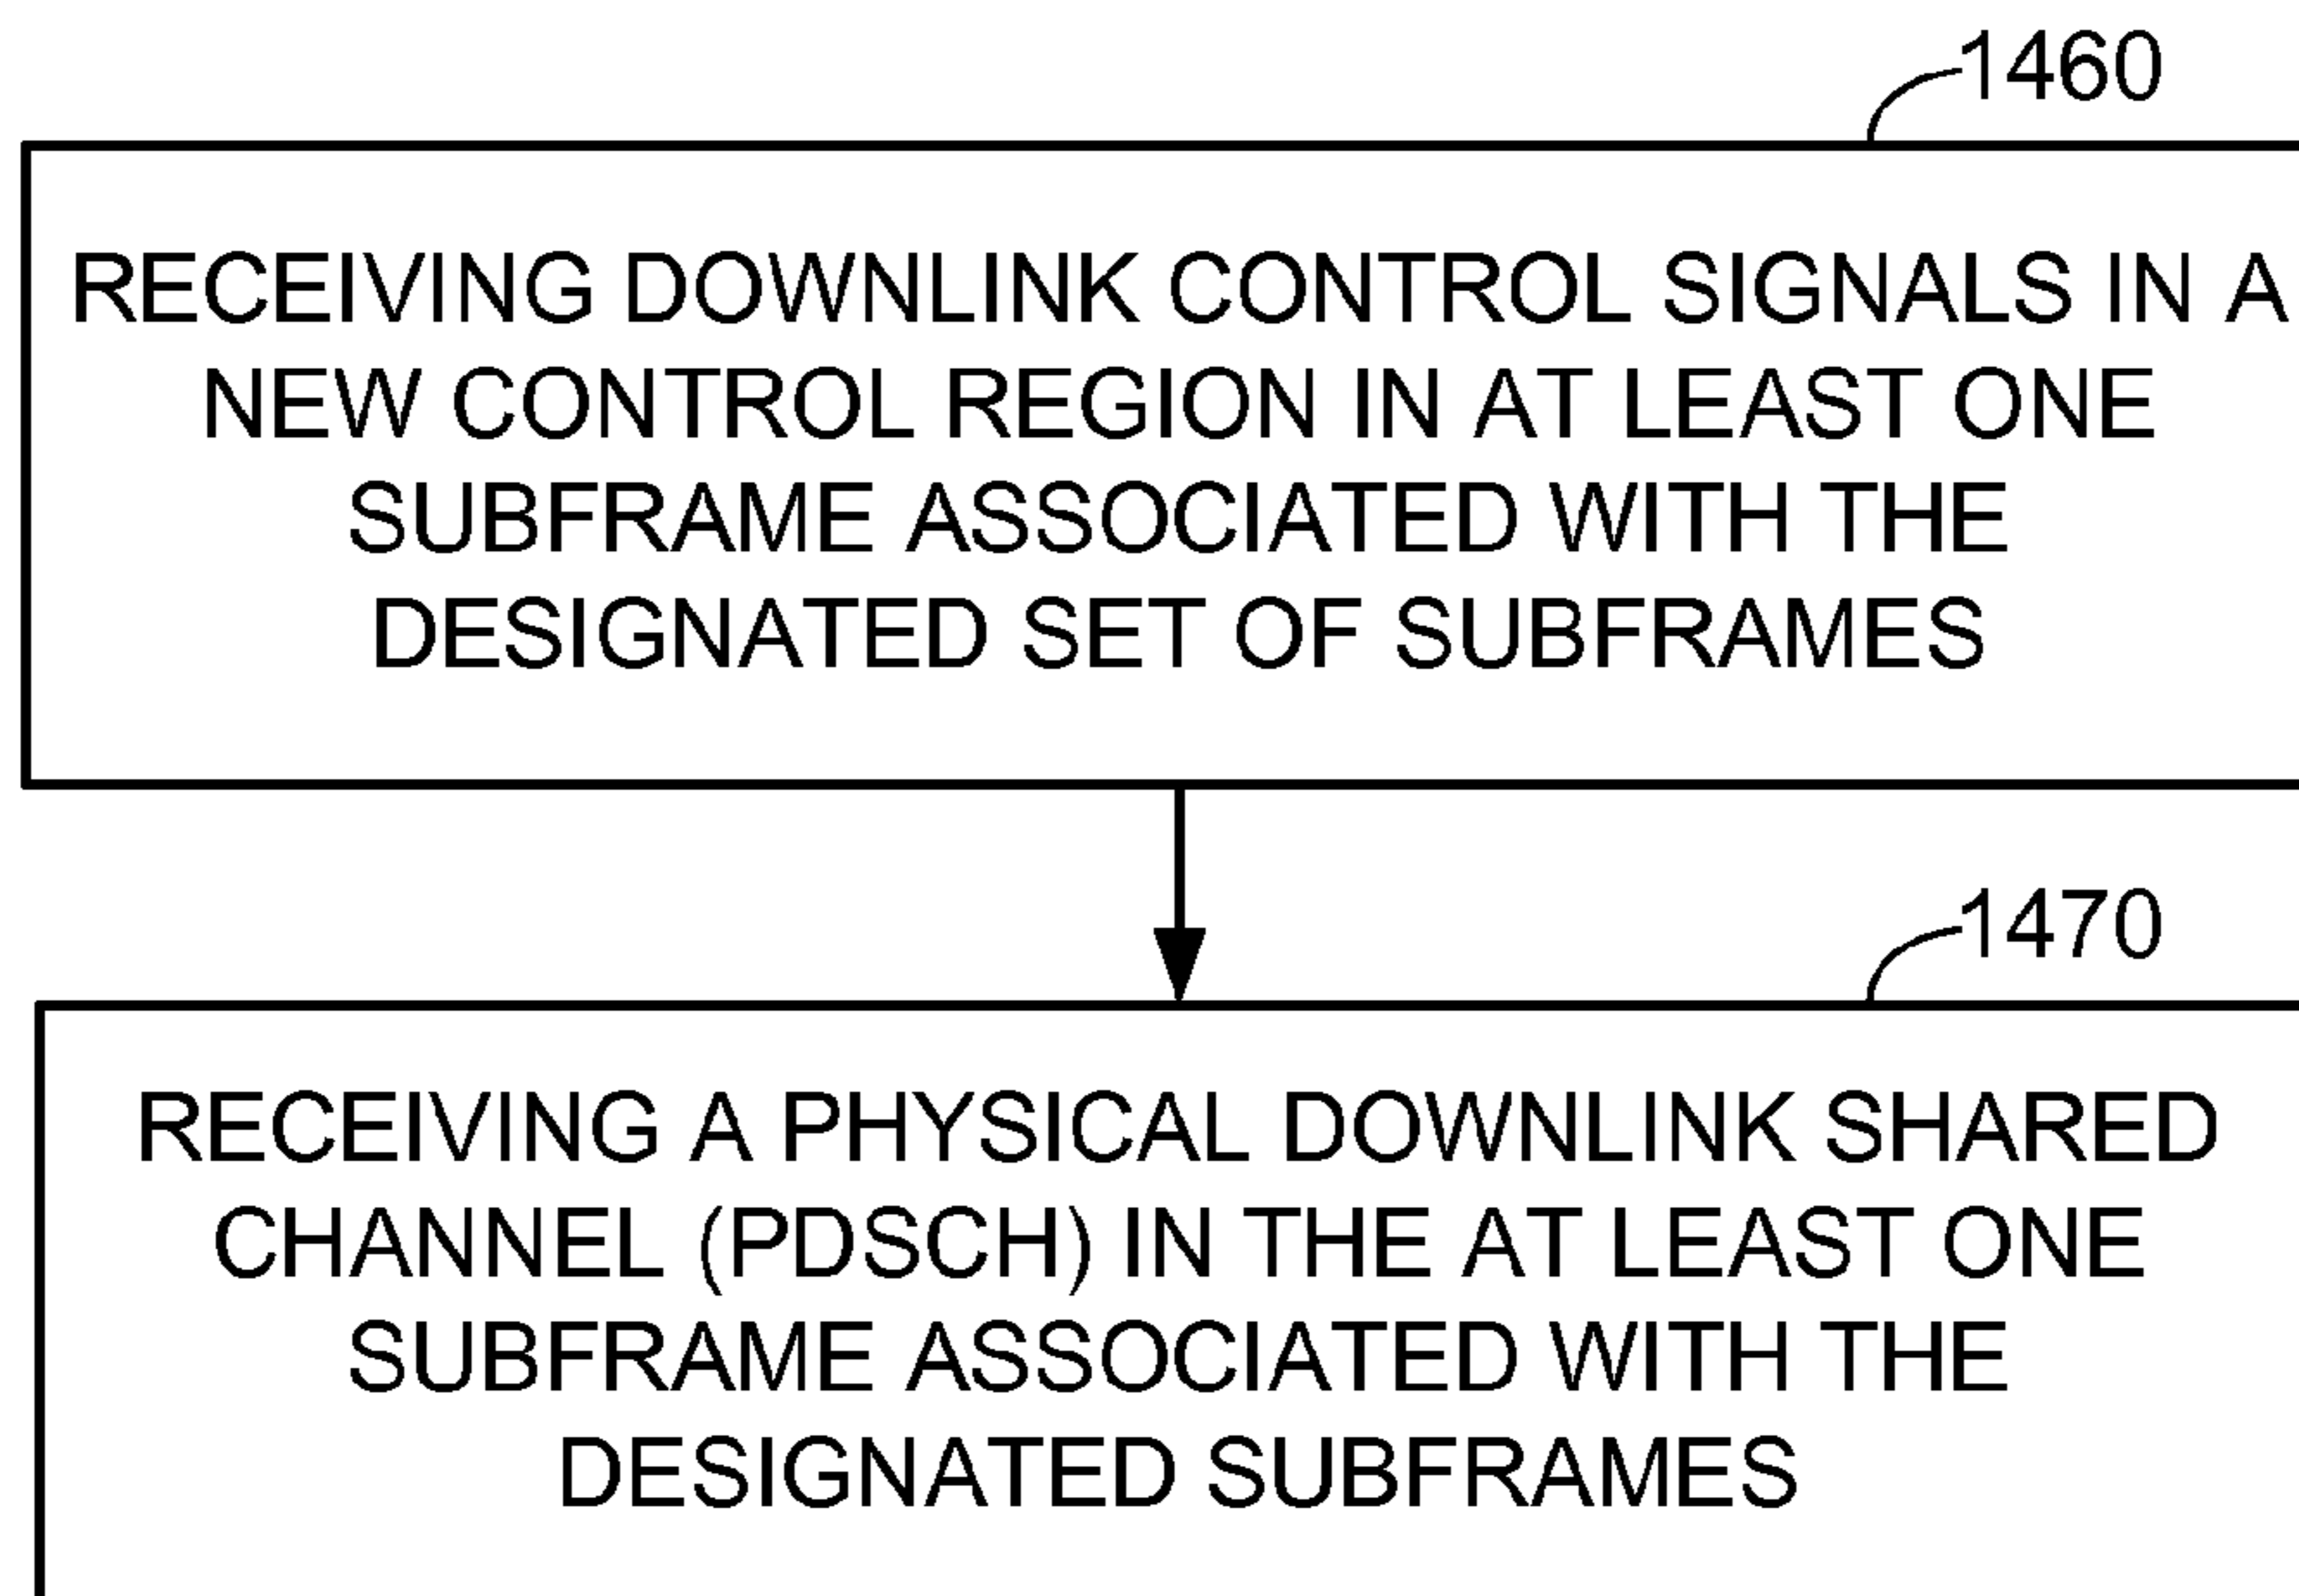 1460
RECEIVING DOWNLINK CONTROL SIGNALS IN A
NEW CONTROL REGION IN AT LEAST ONE
SUBFRAME ASSOCIATED WITH THE
DESIGNATED SET OF SUBFRAMES
1470
RECEIVING A PHYSICAL DOWNLINK SHARED
CHANNEL (PDSCH) IN THE AT LEAST ONE
SUBFRAME ASSOCIATED WITH THE
DESIGNATED SUBFRAMES